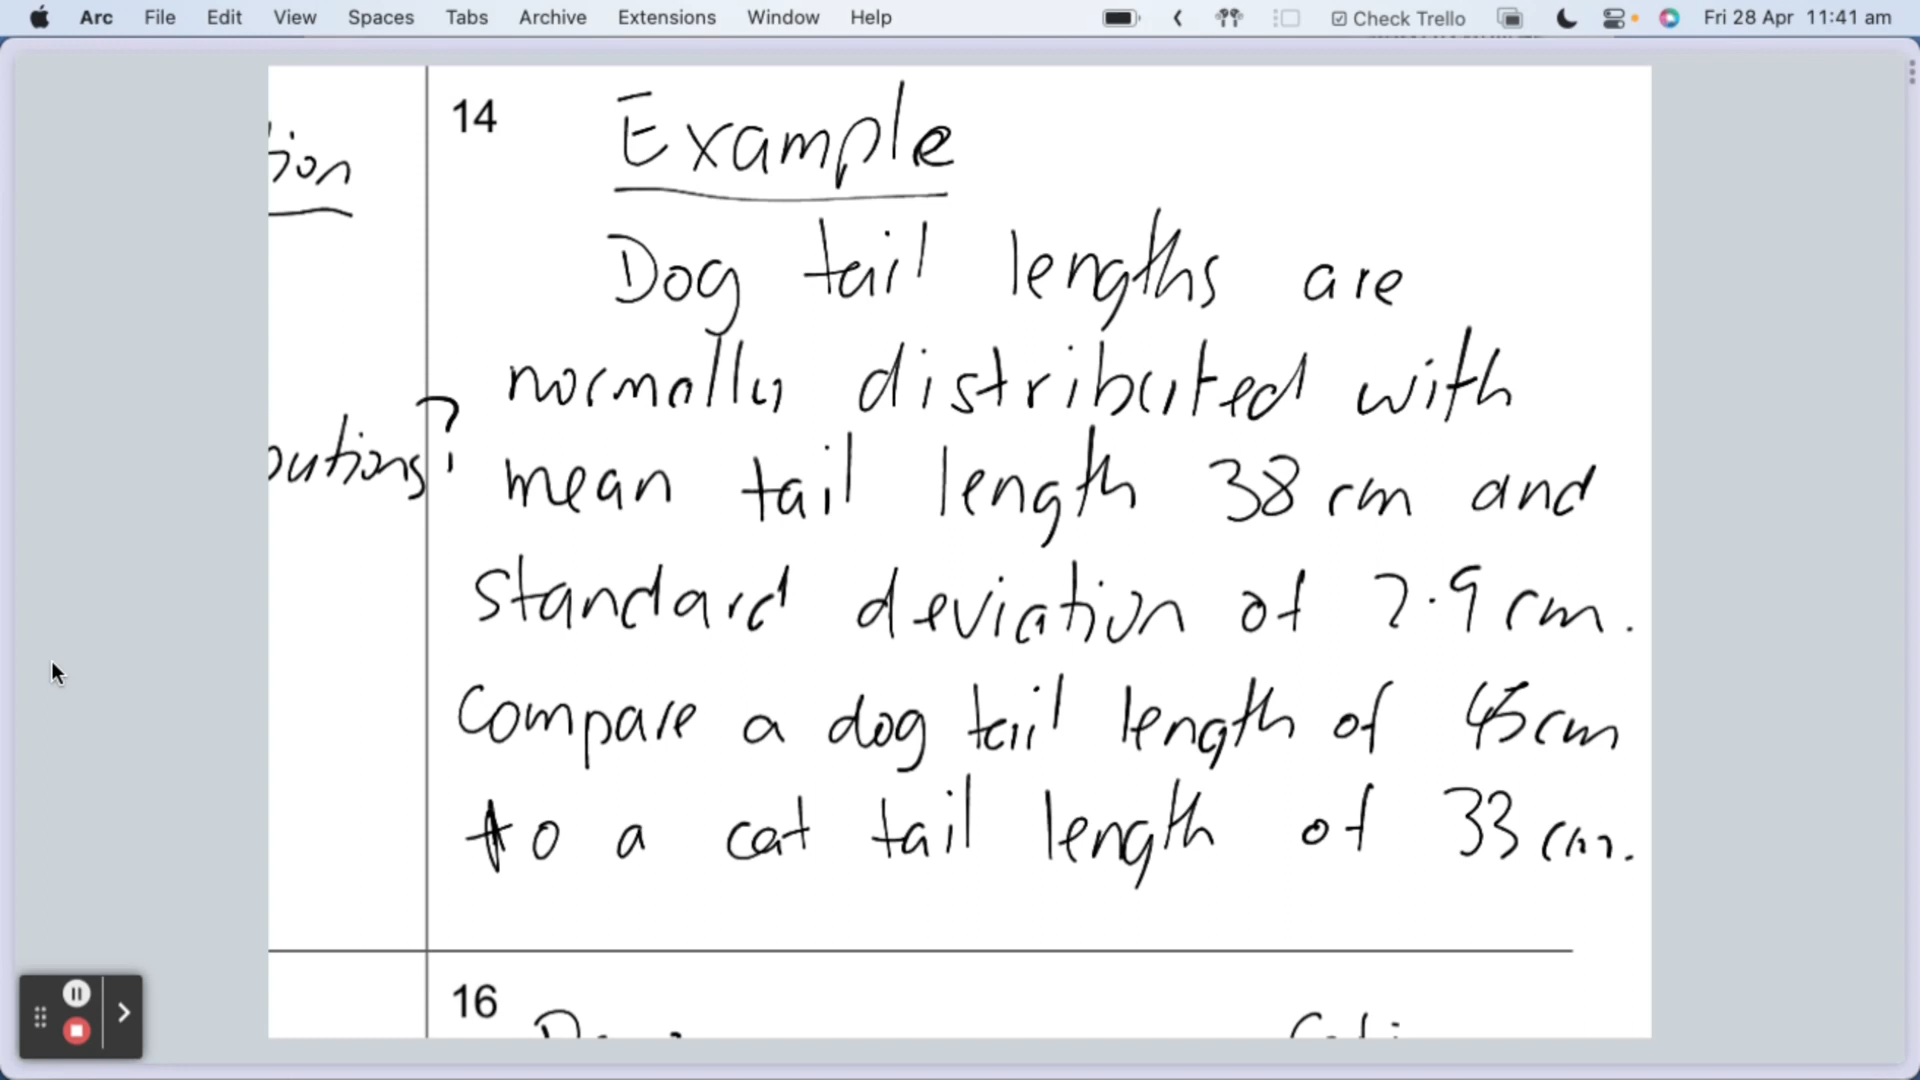 Arc File Edit View Spaces Tabs Archive Extensions Window Help Check Trello Fri 28 Apr 11:41 am
14 Example
tion
Dog tail lengths are
normally distributed with
butions?
mean tail length 38 cm and
standard deviation of 2.9 cm.
Compare a dog tail length of 45cm
to a cat tail length of 33 cm.
16